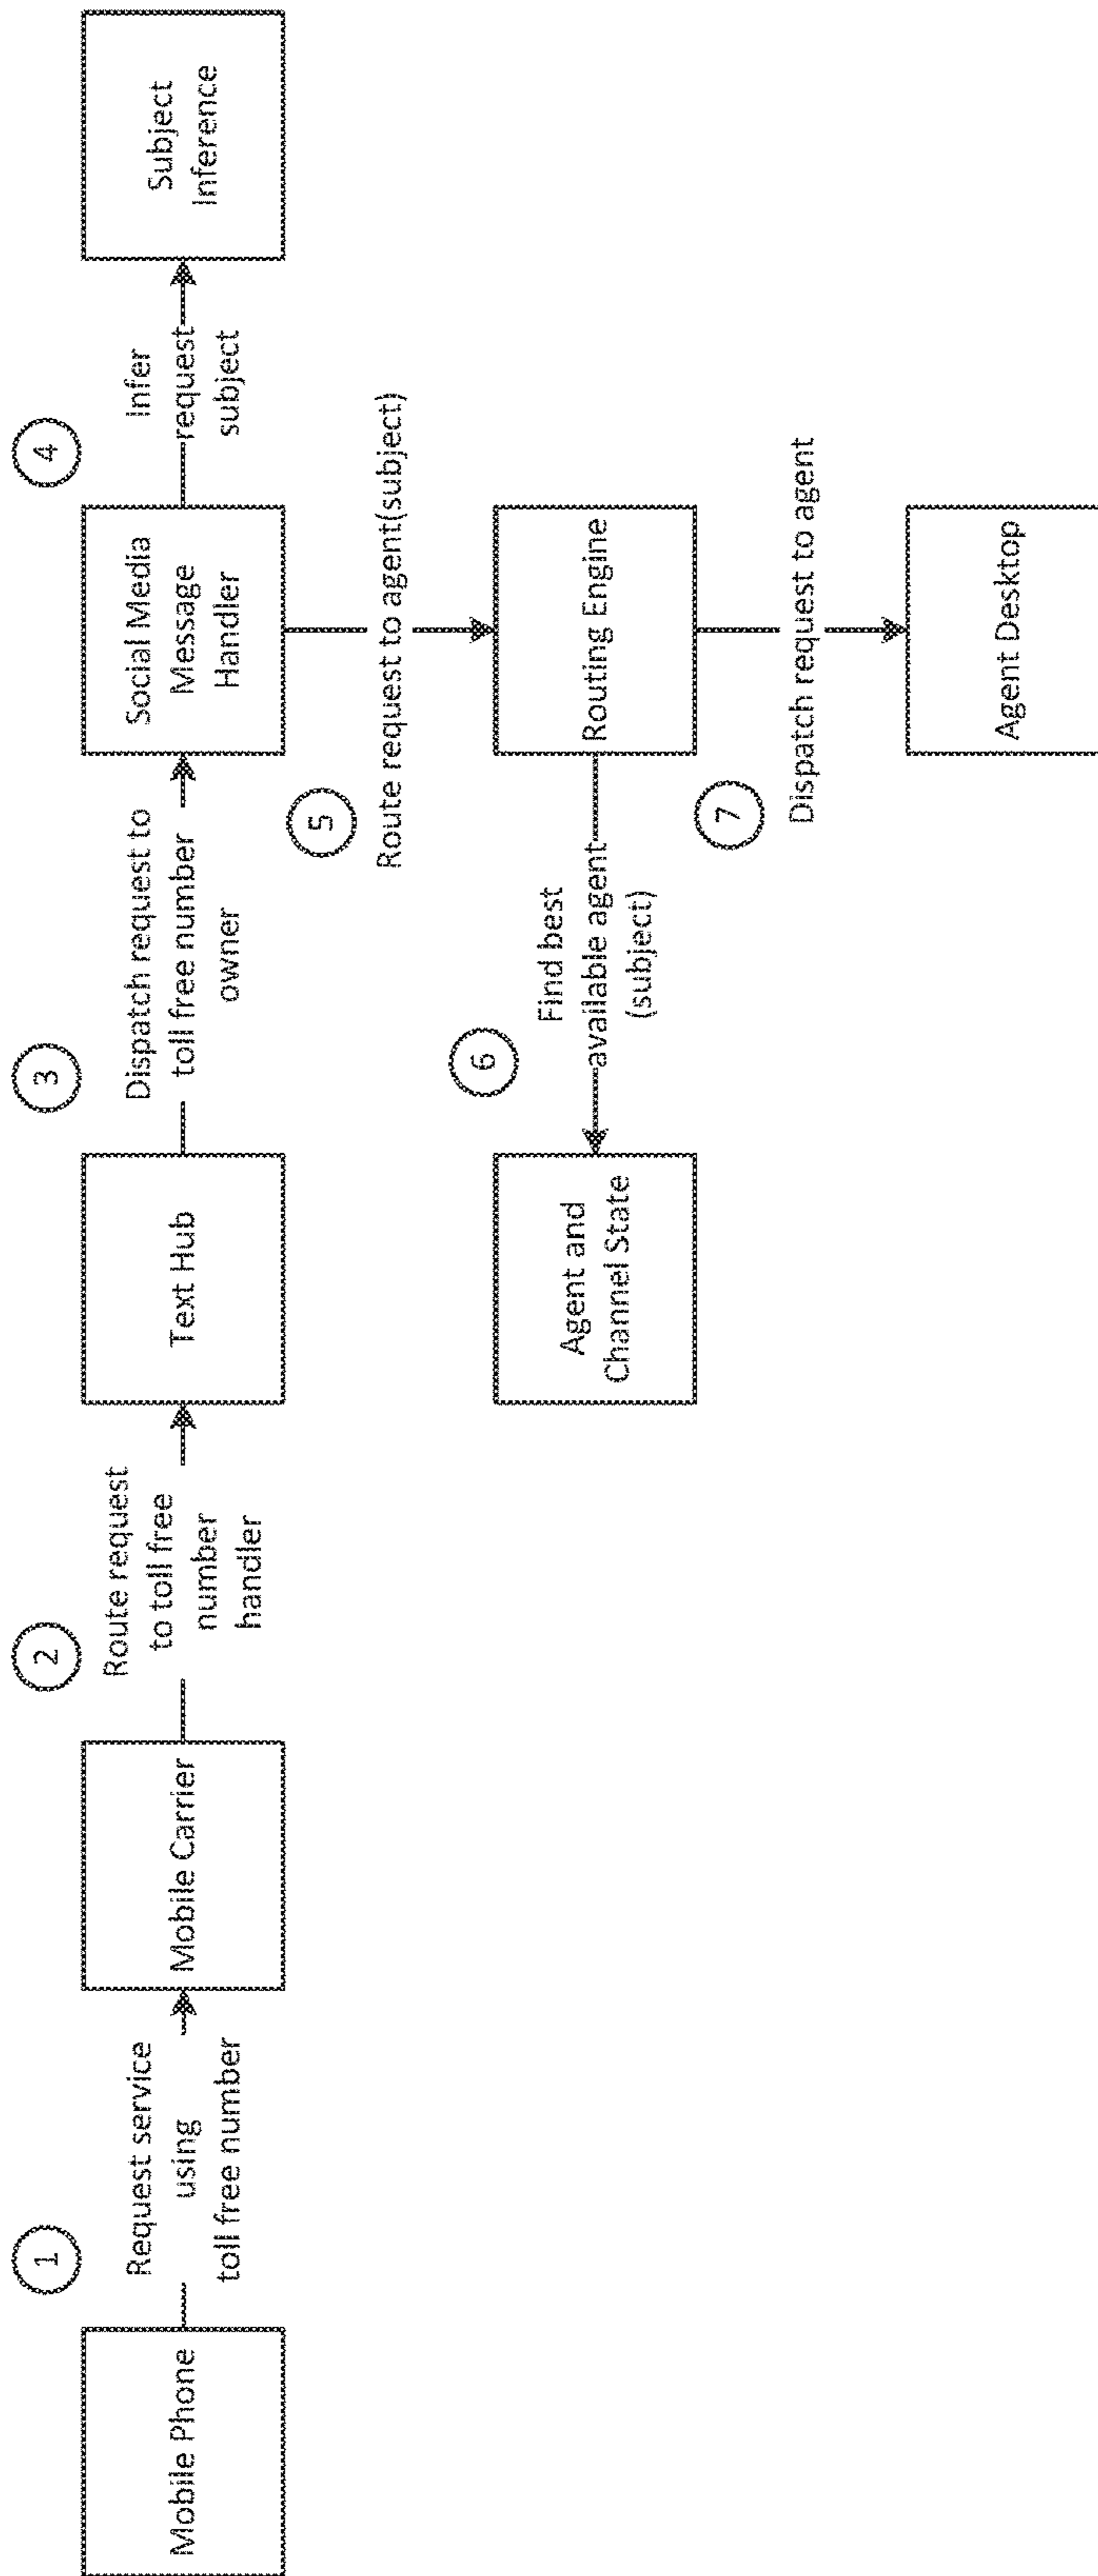 1
2
3
4
Mobile Phone
Request service
using
toll free number
Mobile Carrier
Route request
to toll free
number
handler
Text Hub
Dispatch request to
toll free number
owner
Social Media
Message
Handler
Infer
request
subject
Subject
Inference
5
Route request to agent(subject)
6
Find best
available agent
(subject)
Agent and
Channel State
Routing Engine
7
Dispatch request to agent
Agent Desktop